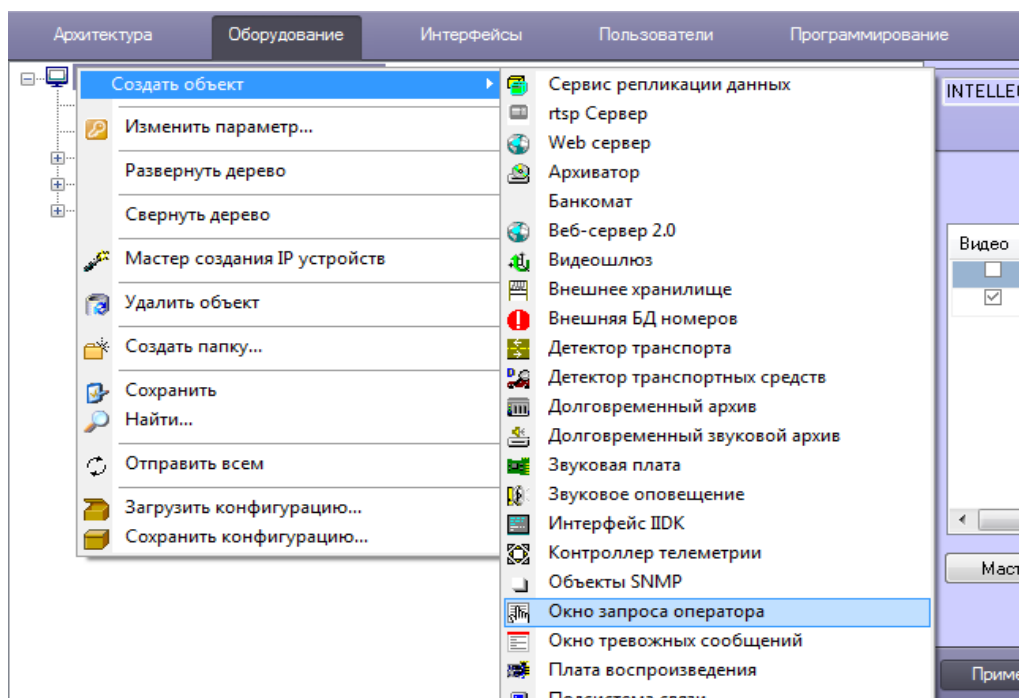 Архитектура Оборудование Интерфейсы Пользователи Программирование
Создать объект
Изменить параметр...
Развернуть дерево
Свернуть дерево
Мастер создания IP устройств
Удалить объект
Создать папку...
Сохранить
Найти...
Отправить всем
Загрузить конфигурацию...
Сохранить конфигурацию...
Сервис репликации данных
rtsp Сервер
Web сервер
Архиватор
Банкомат
Веб-сервер 2.0
Видеошлюз
Внешнее хранилище
Внешняя БД номеров
Детектор транспорта
Детектор транспортных средств
Долговременный архив
Долговременный звуковой архив
Звуковая плата
Звуковое оповещение
Интерфейс IIDK
Контроллер телеметрии
Объекты SNMP
Окно запроса оператора
Окно тревожных сообщений
Плата воспроизведения
Подсистема связи
Видео